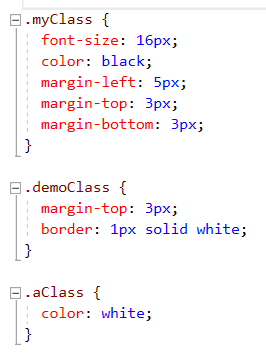 .myClass {
font-size: 16px;
color: black;
margin-left: 5px;
margin-top: 3px;
margin-bottom: 3px;
}
.demoClass {
margin-top: 3px;
border: 1px solid white;
}
.aClass {
color: white;
}